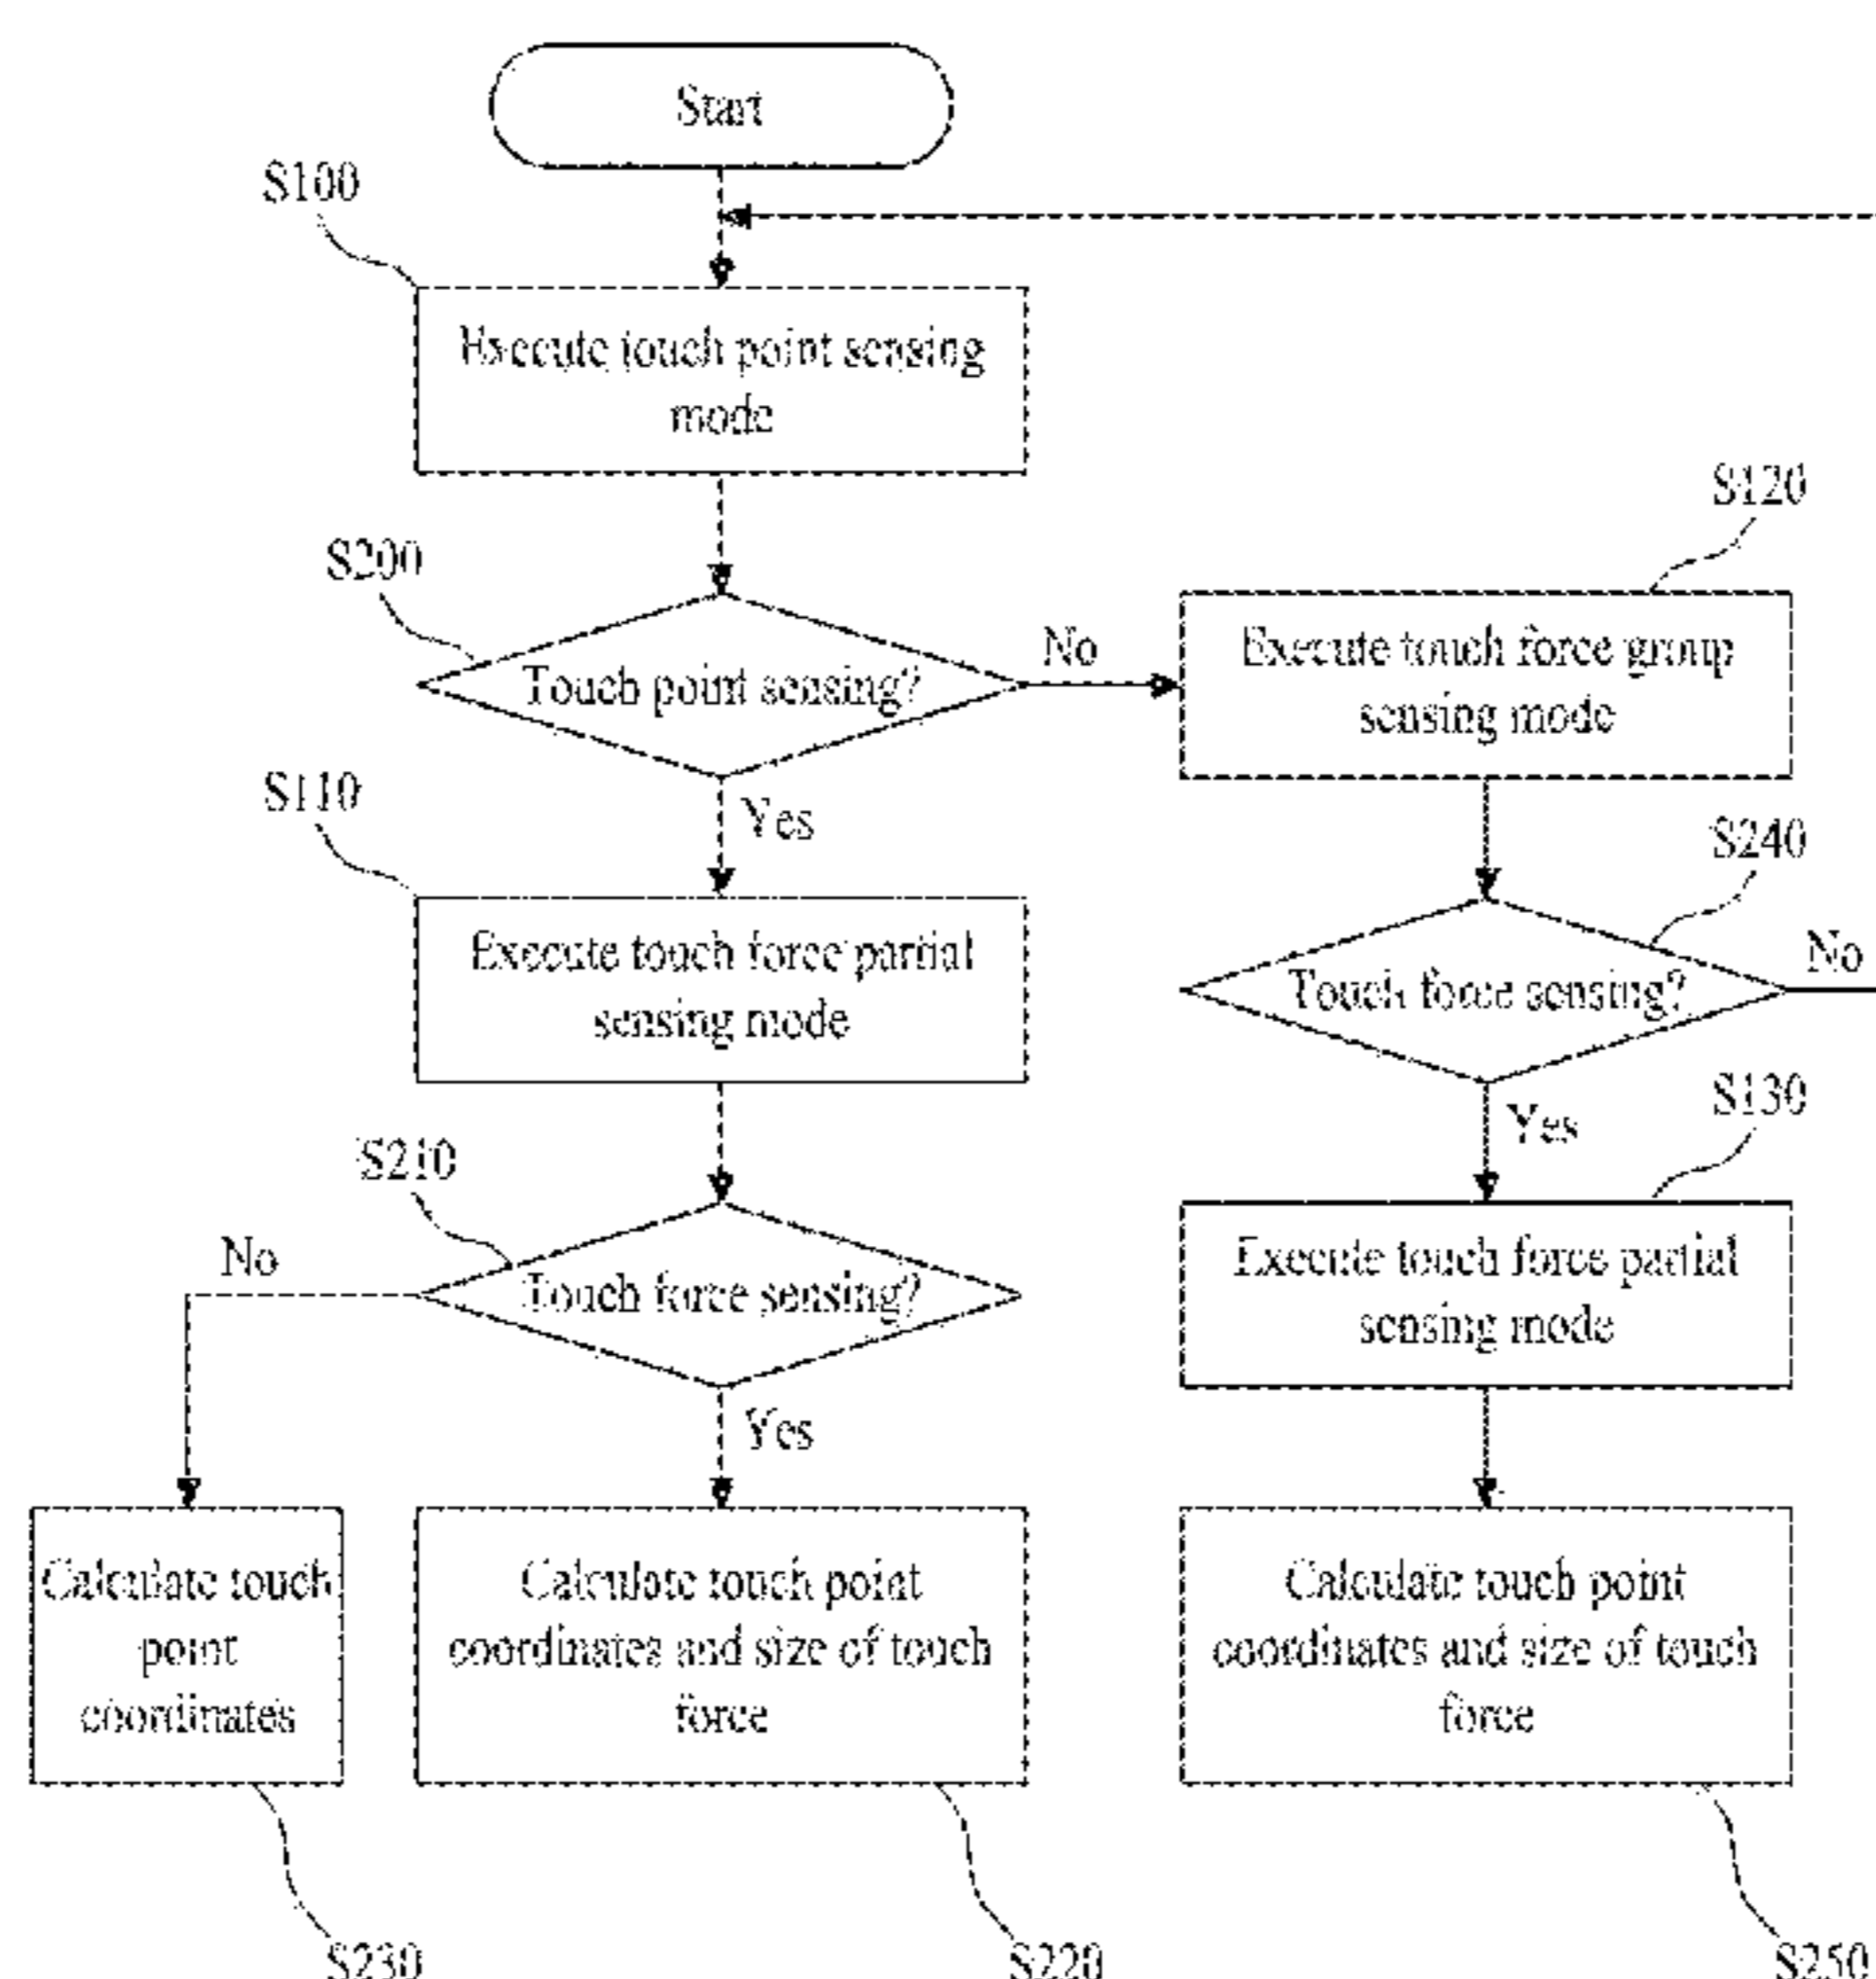 Start
S100
Execute touch point sensing
mode
S120
S200
Touch point sensing?
No
Execute touch force group
sensing mode
S110
Yes
S240
Execute touch force partial
sensing mode
Touch force sensing?
No
S210
Yes
S130
No
Touch force sensing?
Execute touch force partial
sensing mode
Yes
Calculate touch
point
coordinates
Calculate touch point
coordinates and size of touch
force
Calculate touch point
coordinates and size of touch
force
S230
S220
S250